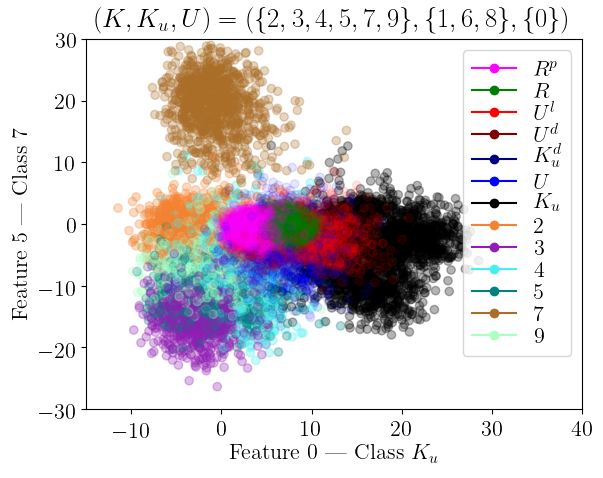 (K, K_u, U) = ({2, 3, 4, 5, 7, 9}, {1, 6, 8}, {0})
30
20
10
0
−10
−20
−30
Feature 5 — Class 7
R^p
R
U^l
U^d
K_u^d
U
K_u
2
3
4
5
7
9
−10
0
10
20
30
40
Feature 0 — Class K_u